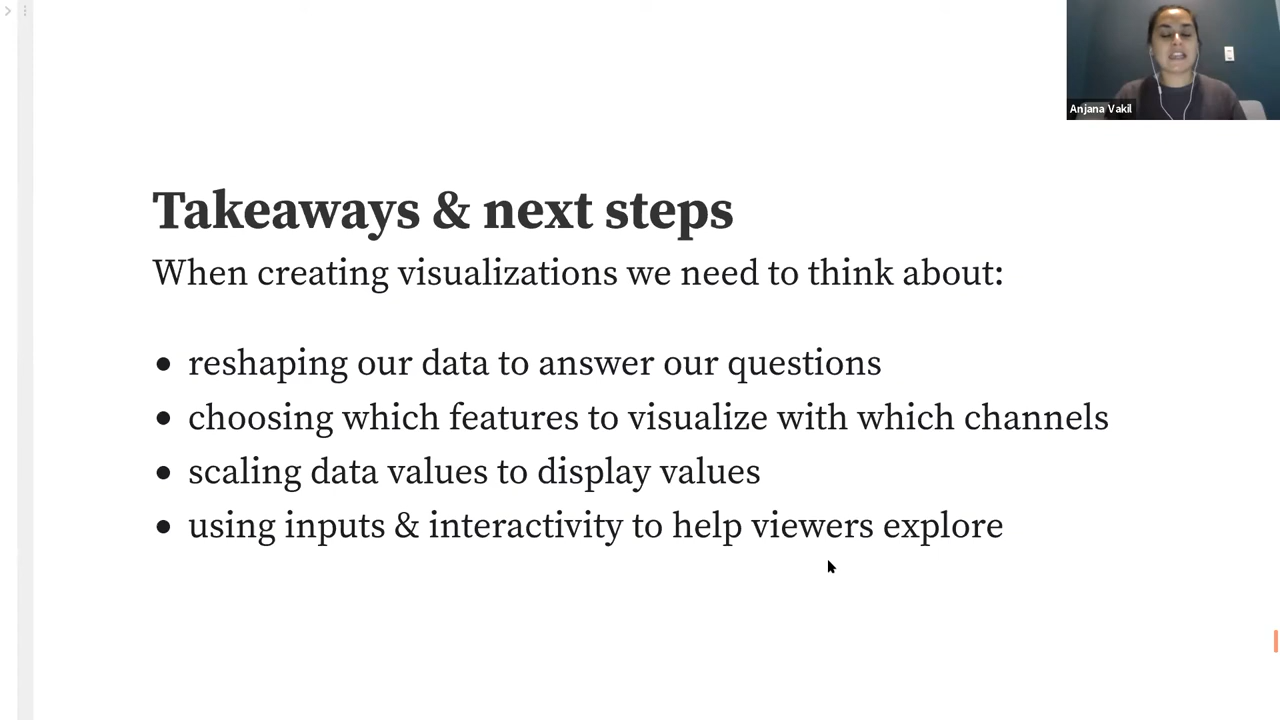 Anjana Vakil
Takeaways & next steps
When creating visualizations we need to think about:
• reshaping our data to answer our questions
• choosing which features to visualize with which channels
• scaling data values to display values
• using inputs & interactivity to help viewers explore